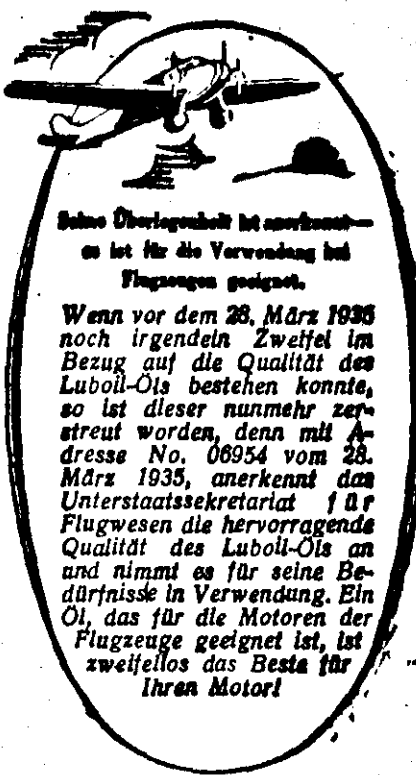 Seine Überlegenheit ist anerkannt—
es ist für die Verwendung bei
Flugzeugen geeignet.
Wenn vor dem 28. März 1935
noch irgendein Zweifel im
Bezug auf die Qualität des
Luboil-Öls bestehen konnte,
so ist dieser nunmehr zer-
streut worden, denn mit A-
dresse No. 06954 vom 28.
März 1935, anerkennt das
Unterstaatssekretariat für
Flugwesen die hervorragende
Qualität des Luboil-Öls an
und nimmt es für seine Be-
dürfnisse in Verwendung. Ein
Öl, das für die Motoren der
Flugzeuge geeignet ist, ist
zweifellos das Beste für
Ihren Motor!